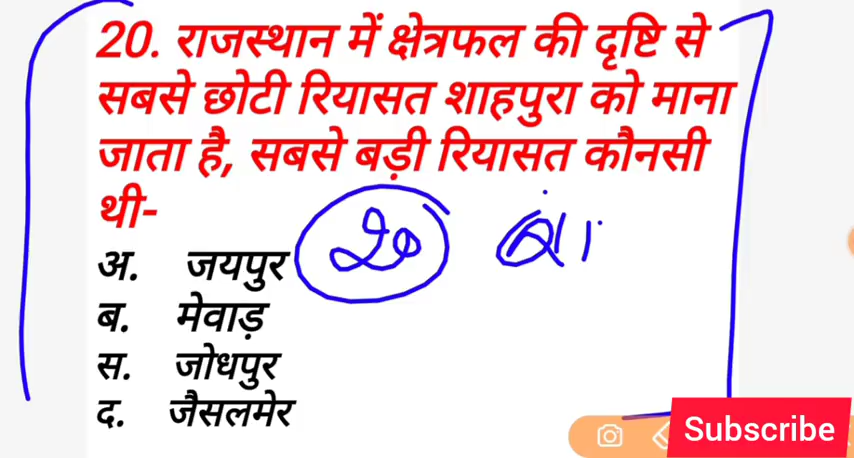 20. राजस्थान में क्षेत्रफल की दृष्टि से
सबसे छोटी रियासत शाहपुरा को माना
जाता है, सबसे बड़ी रियासत कौनसी
थी-
अ. जयपुर
ब. मेवाड़
स. जोधपुर
द. जैसलमेर
Subscribe